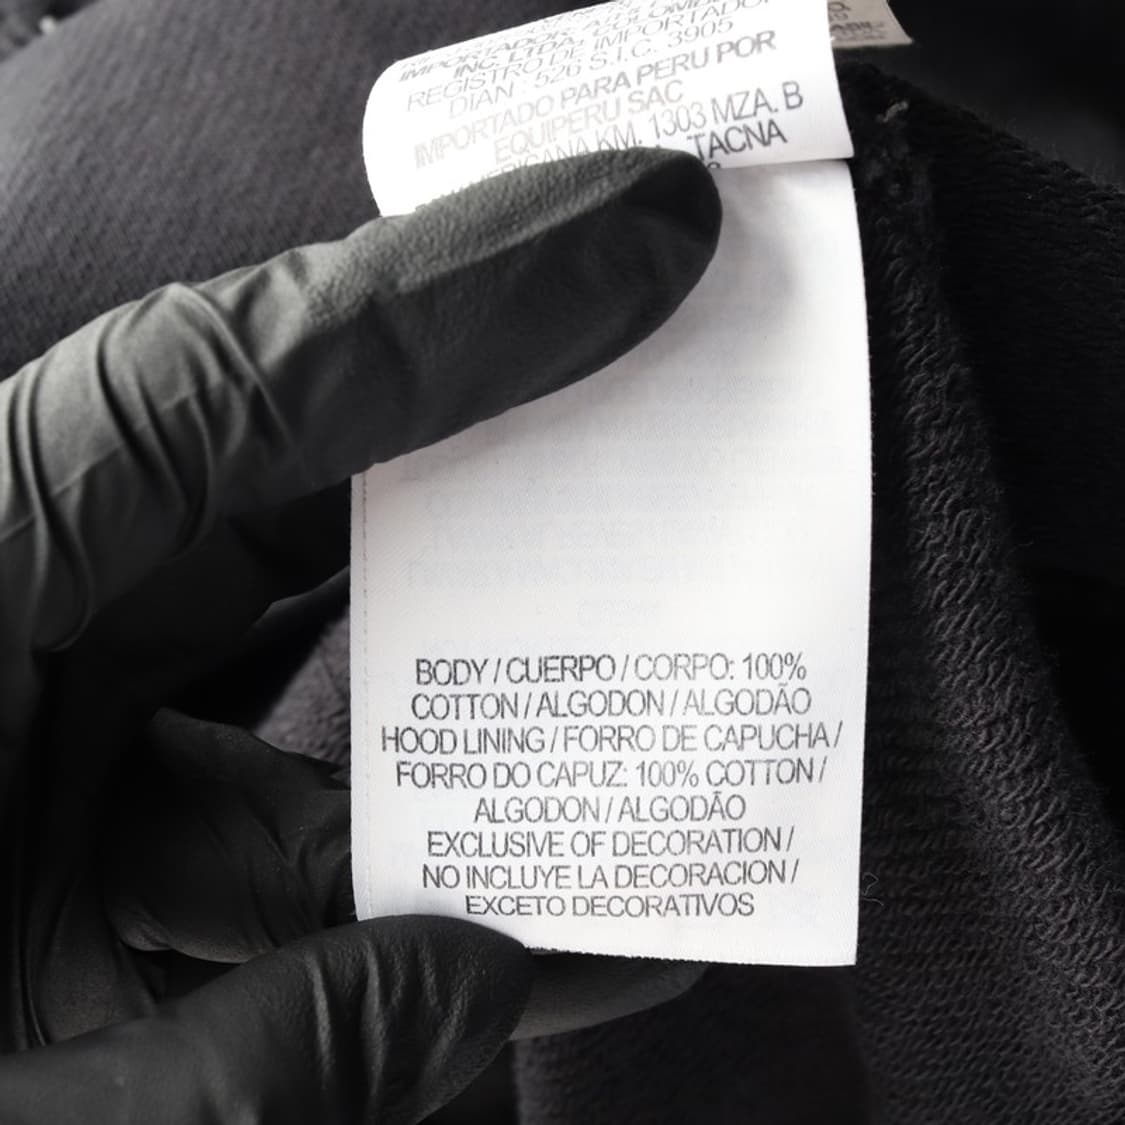 IMPORTADOR:
INC. LTDA. COLOMBIA
REGISTRO DE IMPORTADOR
DIAN : 526 S.I.C. 3905
IMPORTADO PARA PERU POR
EQUIPERU SAC
KM. 1303 MZA. B
TACNA
BODY / CUERPO / CORPO: 100%
COTTON / ALGODON / ALGODÃO
HOOD LINING / FORRO DE CAPUCHA /
FORRO DO CAPUZ: 100% COTTON /
ALGODON / ALGODÃO
EXCLUSIVE OF DECORATION /
NO INCLUYE LA DECORACION /
EXCETO DECORATIVOS